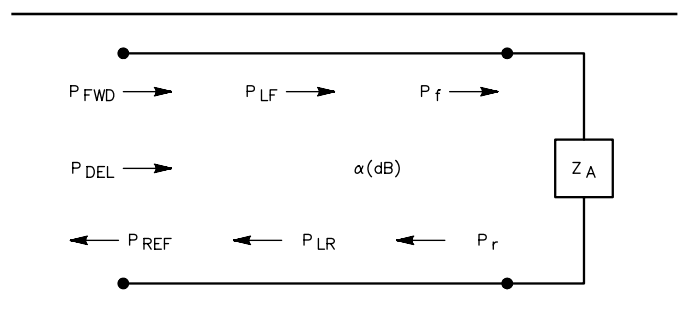 P FWD P LF P f
P DEL α(dB) Z A
P REF P LR P r